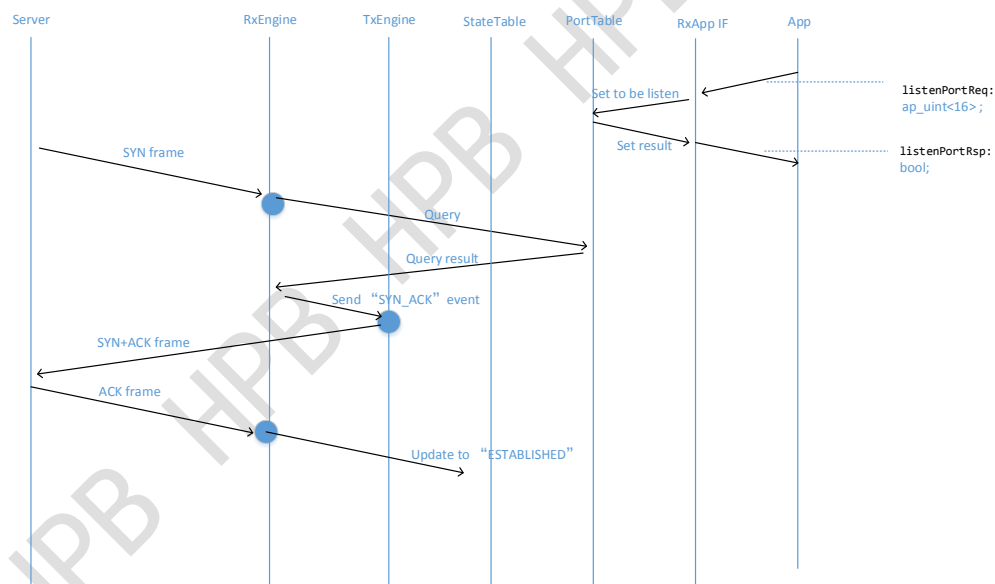 Server
RxEngine
TxEngine
StateTable
PortTable
RxApp IF
App
listenPortReq:
ap_uint<16> ;
Set to be listen
Set result
listenPortRsp:
bool;
SYN frame
Query
Query result
Send “SYN_ACK” event
SYN+ACK frame
ACK frame
Update to “ESTABLISHED”
HPB
HPB
HPB
HPB